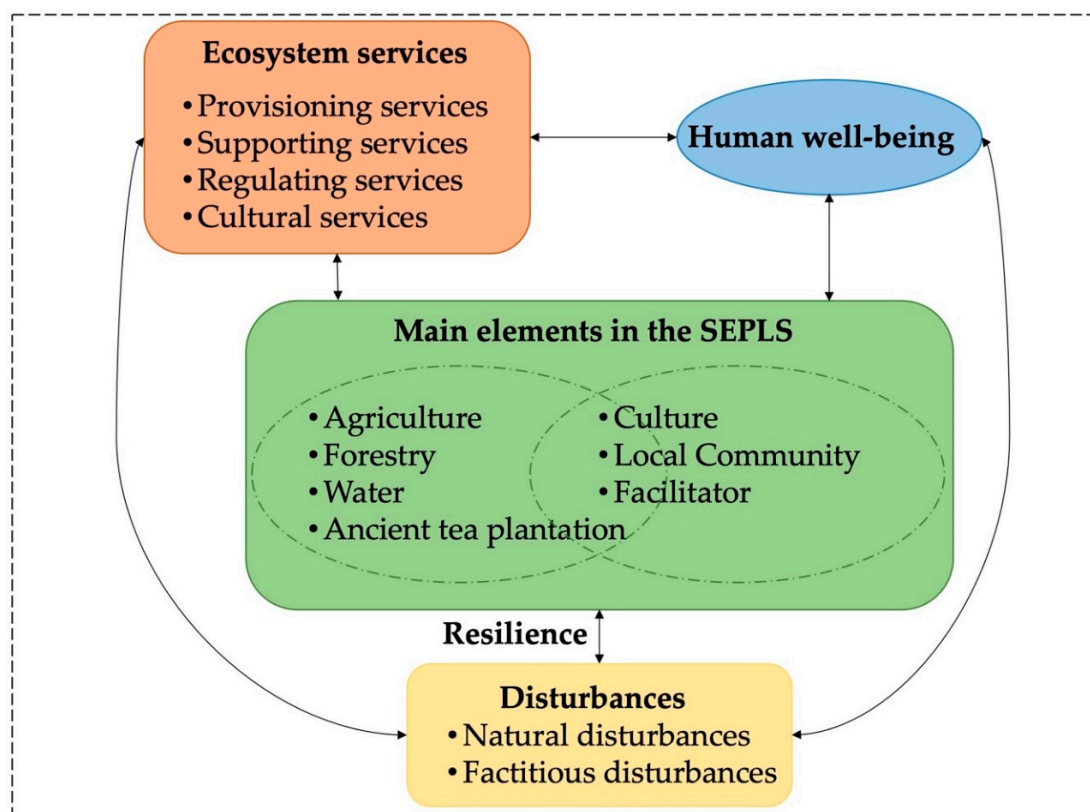 Ecosystem services
•Provisioning services
•Supporting services
•Regulating services
•Cultural services
Human well-being
Main elements in the SEPLS
•Agriculture
•Forestry
•Water
•Ancient tea plantation
•Culture
•Local Community
•Facilitator
Resilience
Disturbances
•Natural disturbances
•Factitious disturbances